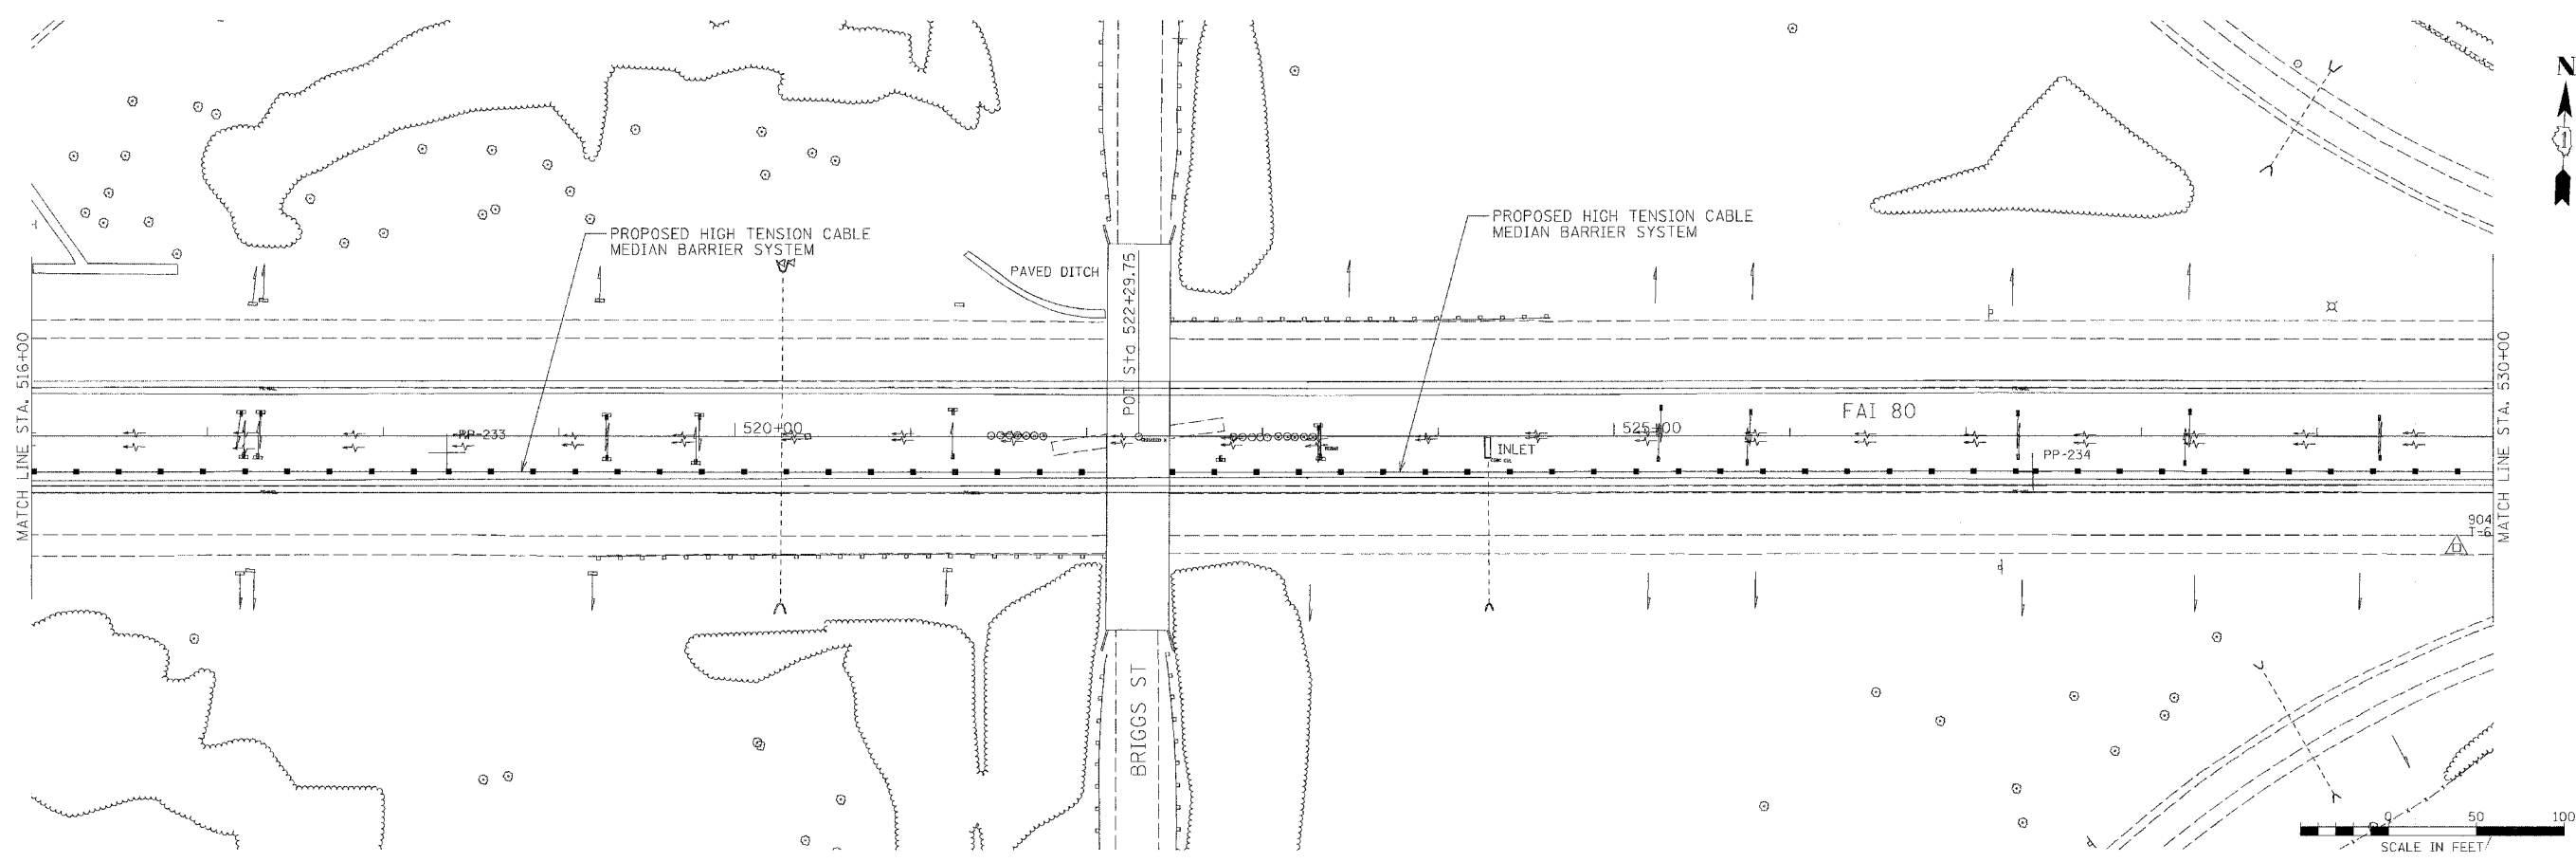 N
1
PROPOSED HIGH TENSION CABLE
MEDIAN BARRIER SYSTEM
PROPOSED HIGH TENSION CABLE
MEDIAN BARRIER SYSTEM
PAVED DITCH
POT Sta 522+29.75
MATCH LINE STA. 516+00
MATCH LINE STA. 530+00
FAI 80
PP-233
520+00
525+00
INLET
PP-234
904
T-6
BRIGGS ST
0 50 100
SCALE IN FEET